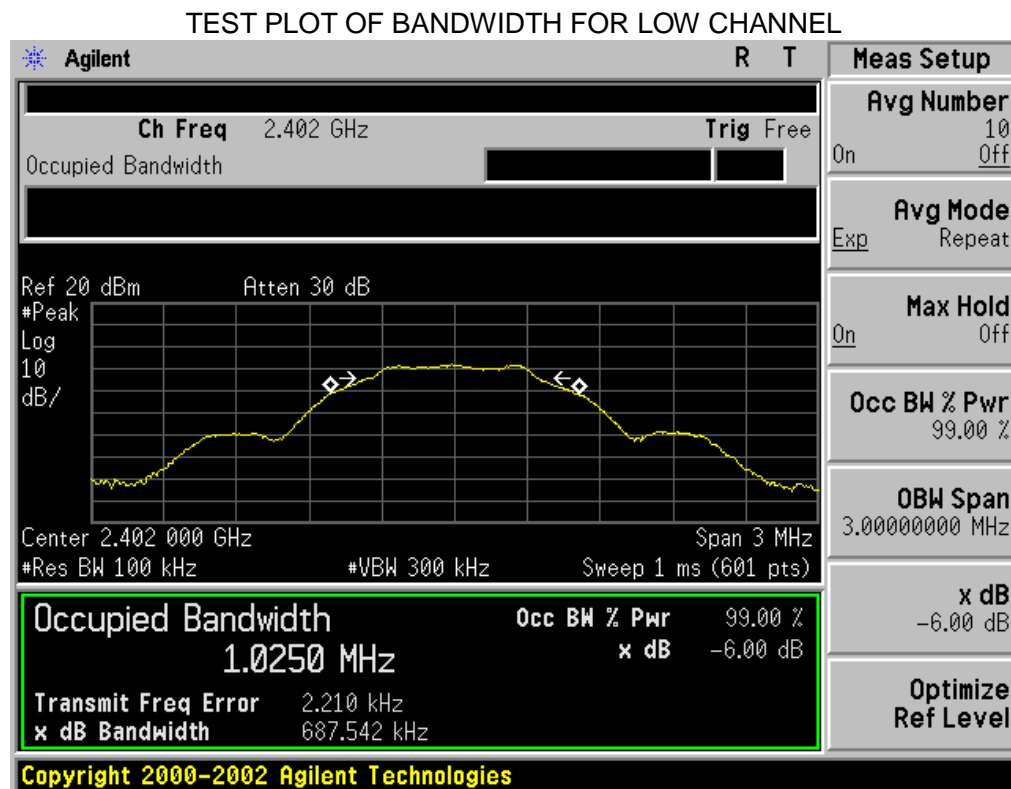 TEST PLOT OF BANDWIDTH FOR LOW CHANNEL
Agilent R T
Ch Freq 2.402 GHz Trig Free
Occupied Bandwidth
Ref 20 dBm Atten 30 dB
#Peak
Log
10
dB/
Center 2.402 000 GHz Span 3 MHz
#Res BW 100 kHz #VBW 300 kHz Sweep 1 ms (601 pts)
Occupied Bandwidth Occ BW % Pwr 99.00 %
1.0250 MHz x dB -6.00 dB
Transmit Freq Error 2.210 kHz
x dB Bandwidth 687.542 kHz
Copyright 2000-2002 Agilent Technologies
Meas Setup
Avg Number
10
On Off
Avg Mode
Exp Repeat
Max Hold
On Off
Occ BW % Pwr
99.00 %
OBW Span
3.00000000 MHz
x dB
-6.00 dB
Optimize
Ref Level